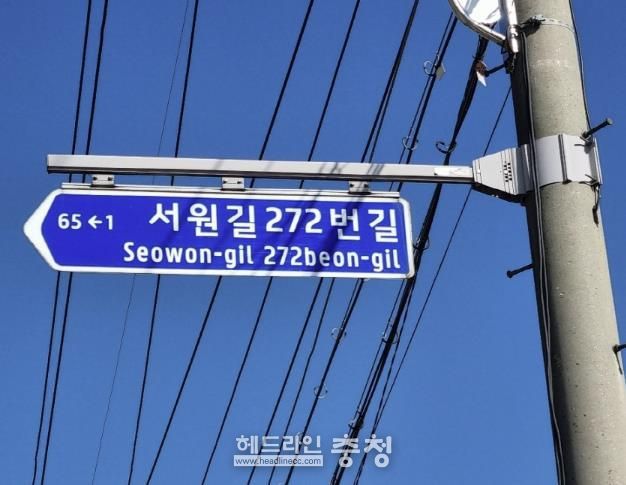 65 ←1 서원길 272번길
Seowon-gil 272beon-gil
헤드라인 충청
www.headlinecc.com